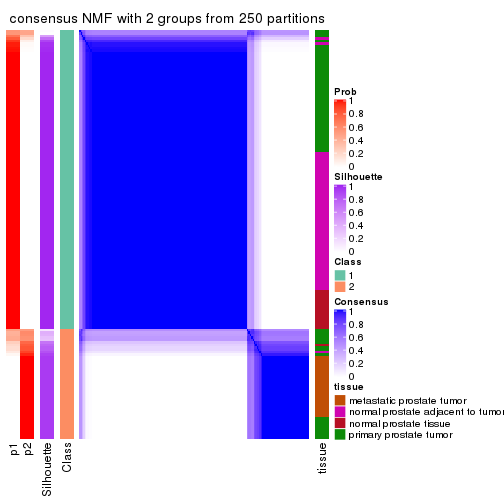 consensus NMF with 2 groups from 250 partitions
Prob
1
0.8
0.6
0.4
0.2
0
Silhouette
1
0.8
0.6
0.4
0.2
0
Class
1
2
Consensus
1
0.8
0.6
0.4
0.2
0
tissue
metastatic prostate tumor
normal prostate adjacent to tumor
normal prostate tissue
primary prostate tumor
p1
p2
Silhouette
Class
tissue